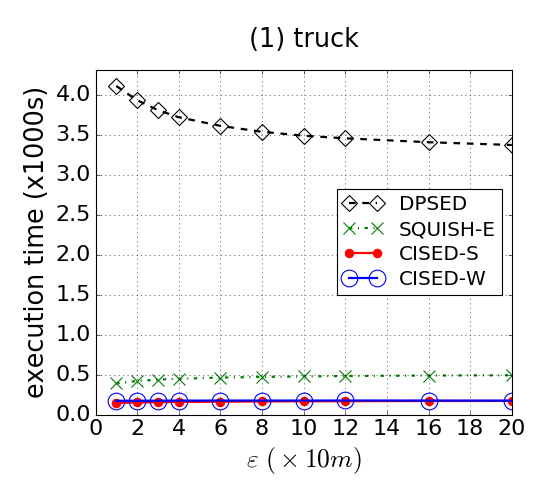 (1) truck
execution time (x1000s)
4.0
3.5
3.0
2.5
2.0
1.5
1.0
0.5
0.0
DPSED
SQUISH-E
CISED-S
CISED-W
0 2 4 6 8 10 12 14 16 18 20
ε (×10m)